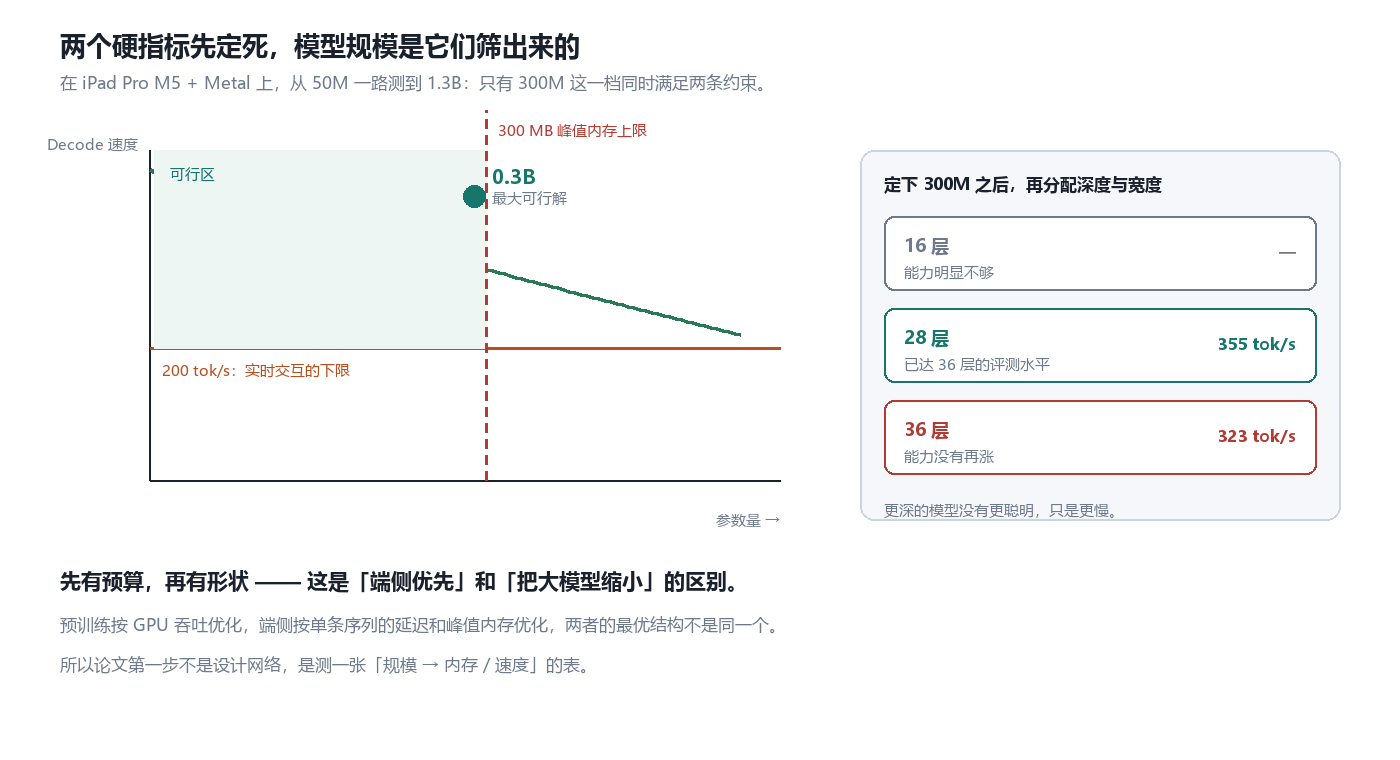 两个硬指标先定死，模型规模是它们筛出来的
在 iPad Pro M5 + Metal 上，从 50M 一路测到 1.3B：只有 300M 这一档同时满足两条约束。
300 MB 峰值内存上限
Decode 速度
可行区
0.3B
最大可行解
200 tok/s：实时交互的下限
参数量 →
定下 300M 之后，再分配深度与宽度
16 层
—
能力明显不够
28 层
355 tok/s
已达 36 层的评测水平
36 层
323 tok/s
能力没有再涨
更深的模型没有更聪明，只是更慢。
先有预算，再有形状 —— 这是「端侧优先」和「把大模型缩小」的区别。
预训练按 GPU 吞吐优化，端侧按单条序列的延迟和峰值内存优化，两者的最优结构不是同一个。
所以论文第一步不是设计网络，是测一张「规模 → 内存 / 速度」的表。